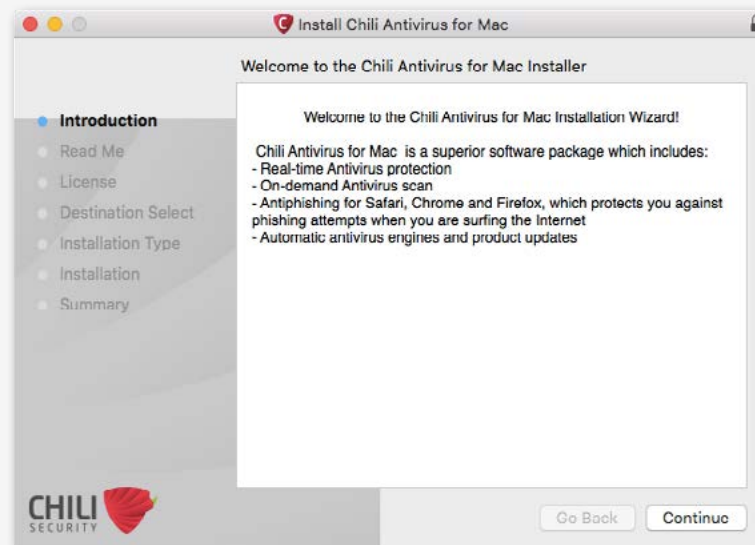 Install Chili Antivirus for Mac
Welcome to the Chili Antivirus for Mac Installer
Introduction
Read Me
License
Destination Select
Installation Type
Installation
Summary
Welcome to the Chili Antivirus for Mac Installation Wizard!
Chili Antivirus for Mac is a superior software package which includes:
- Real-time Antivirus protection
- On-demand Antivirus scan
- Antiphishing for Safari, Chrome and Firefox, which protects you against
phishing attempts when you are surfing the Internet
- Automatic antivirus engines and product updates
CHILI
SECURITY
Go Back
Continue